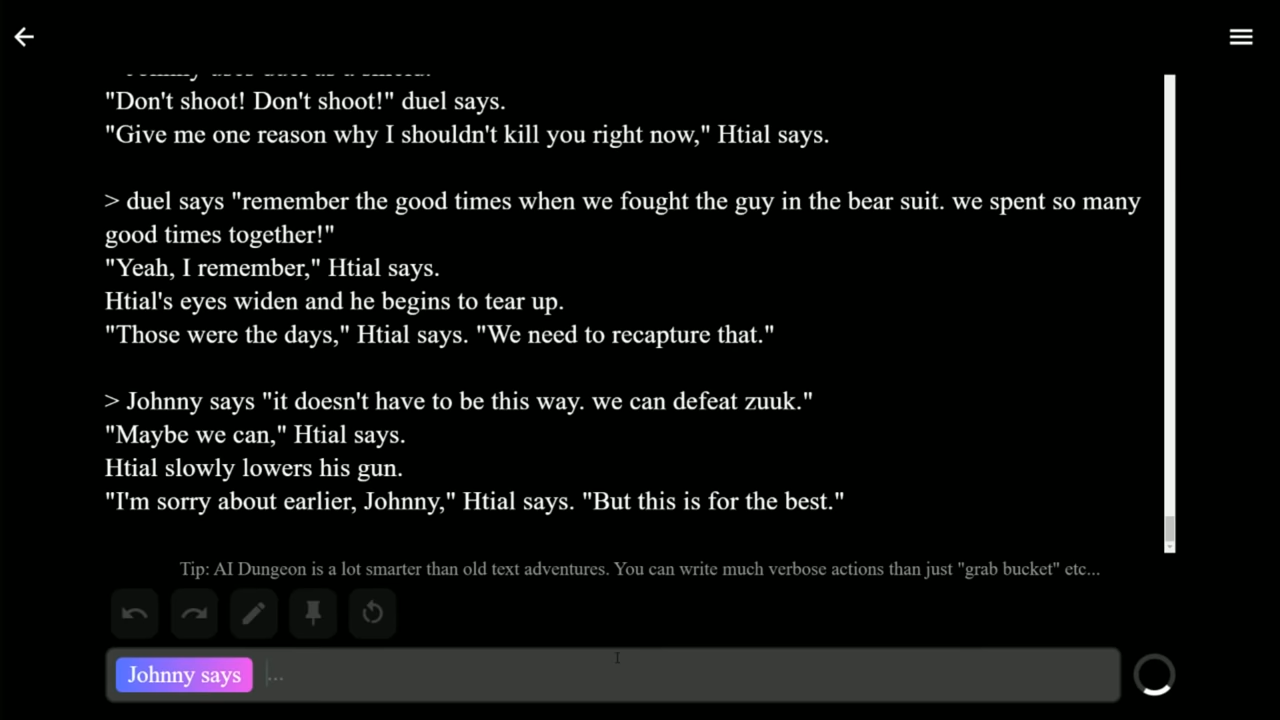 "Don't shoot! Don't shoot!" duel says.
"Give me one reason why I shouldn't kill you right now," Htial says.
> duel says "remember the good times when we fought the guy in the bear suit. we spent so many
good times together!"
"Yeah, I remember," Htial says.
Htial's eyes widen and he begins to tear up.
"Those were the days," Htial says. "We need to recapture that."
> Johnny says "it doesn't have to be this way. we can defeat zuuk."
"Maybe we can," Htial says.
Htial slowly lowers his gun.
"I'm sorry about earlier, Johnny," Htial says. "But this is for the best."
Tip: AI Dungeon is a lot smarter than old text adventures. You can write much verbose actions than just "grab bucket" etc...
Johnny says ...